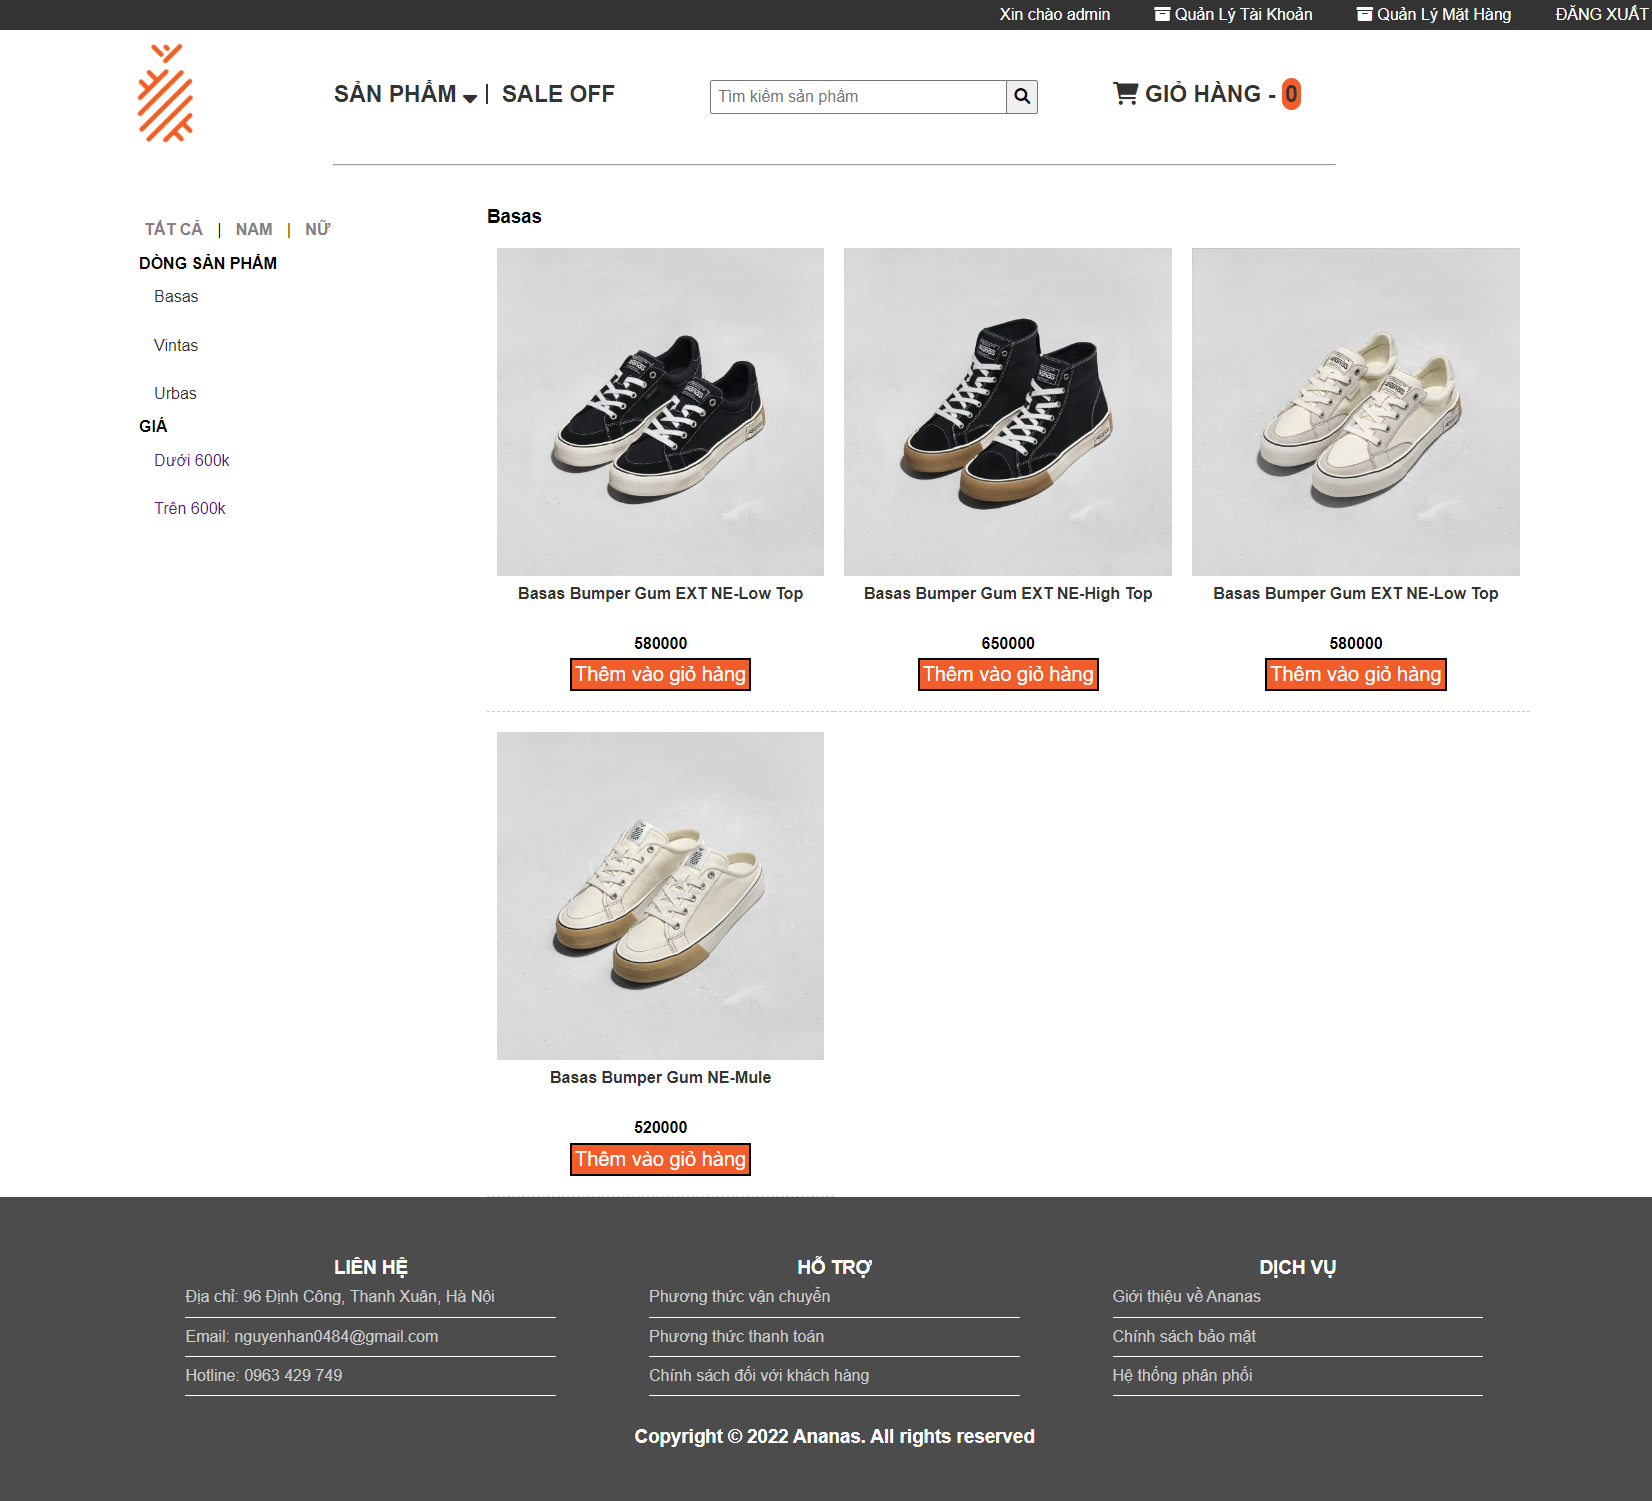 Xin chào admin Quản Lý Tài Khoản Quản Lý Mặt Hàng ĐĂNG XUẤT
SẢN PHẨM | SALE OFF
Tìm kiếm sản phẩm
GIỎ HÀNG - 0
TẤT CẢ | NAM | NỮ
DÒNG SẢN PHẨM
Basas
Vintas
Urbas
GIÁ
Dưới 600k
Trên 600k
Basas
Basas Bumper Gum EXT NE-Low Top
580000
Thêm vào giỏ hàng
Basas Bumper Gum EXT NE-High Top
650000
Thêm vào giỏ hàng
Basas Bumper Gum EXT NE-Low Top
580000
Thêm vào giỏ hàng
Basas Bumper Gum NE-Mule
520000
Thêm vào giỏ hàng
LIÊN HỆ
Địa chỉ: 96 Định Công, Thanh Xuân, Hà Nội
Email: nguyenhan0484@gmail.com
Hotline: 0963 429 749
HỖ TRỢ
Phương thức vận chuyển
Phương thức thanh toán
Chính sách đối với khách hàng
DỊCH VỤ
Giới thiệu về Ananas
Chính sách bảo mật
Hệ thống phân phối
Copyright © 2022 Ananas. All rights reserved